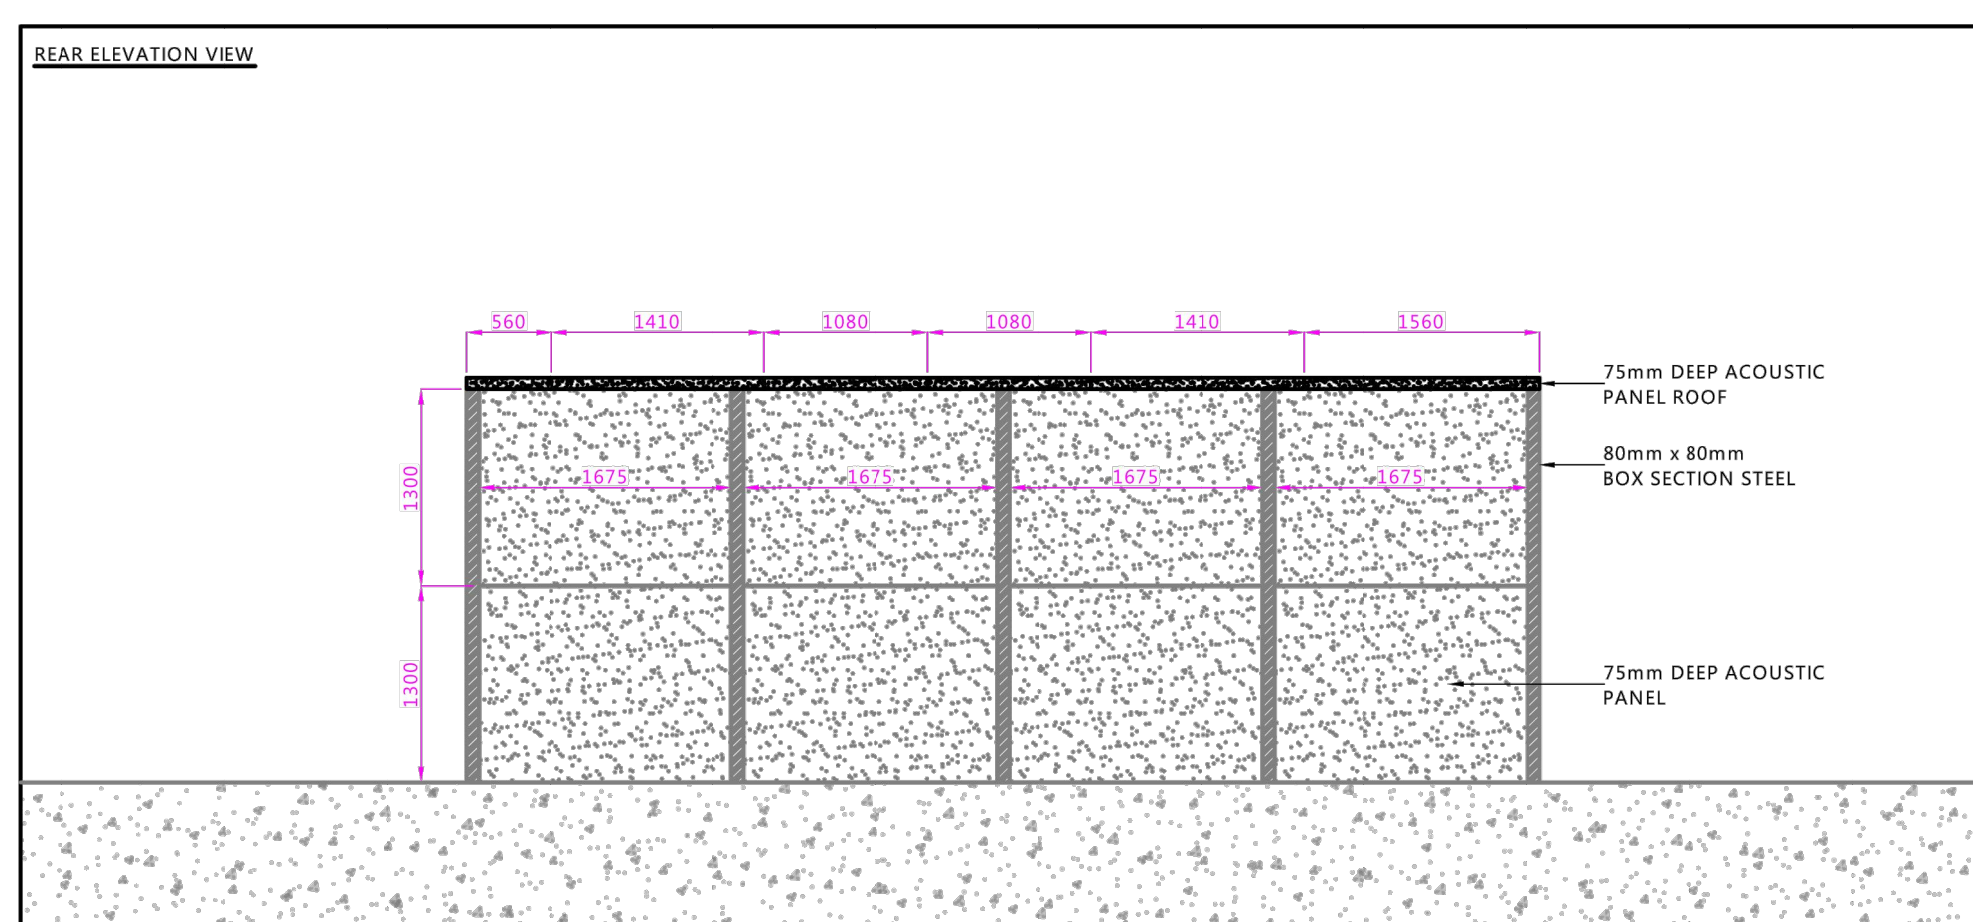 REAR ELEVATION VIEW
560 1410 1080 1080 1410 1560
75mm DEEP ACOUSTIC
PANEL ROOF
80mm x 80mm
BOX SECTION STEEL
1300
1675 1675 1675 1675
1300
75mm DEEP ACOUSTIC
PANEL